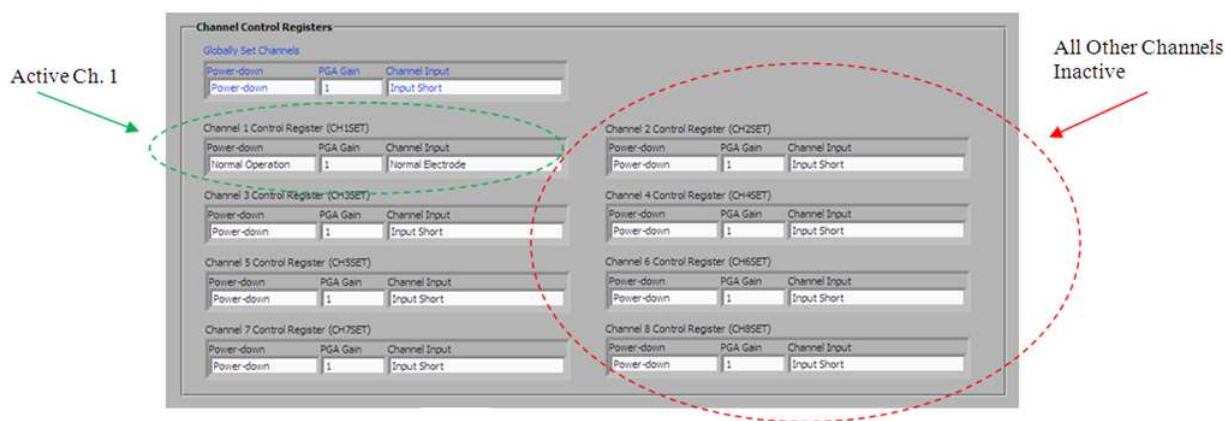 Channel Control Registers
Globally Set Channels
Power-down PGA Gain Channel Input
Power-down 1 Input Short
Active Ch. 1
All Other Channels
Inactive
Channel 1 Control Register (CH1SET)
Power-down PGA Gain Channel Input
Normal Operation 1 Normal Electrode
Channel 2 Control Register (CH2SET)
Power-down PGA Gain Channel Input
Power-down 1 Input Short
Channel 3 Control Register (CH3SET)
Power-down PGA Gain Channel Input
Power-down 1 Input Short
Channel 4 Control Register (CH4SET)
Power-down PGA Gain Channel Input
Power-down 1 Input Short
Channel 5 Control Register (CH5SET)
Power-down PGA Gain Channel Input
Power-down 1 Input Short
Channel 6 Control Register (CH6SET)
Power-down PGA Gain Channel Input
Power-down 1 Input Short
Channel 7 Control Register (CH7SET)
Power-down PGA Gain Channel Input
Power-down 1 Input Short
Channel 8 Control Register (CH8SET)
Power-down PGA Gain Channel Input
Power-down 1 Input Short